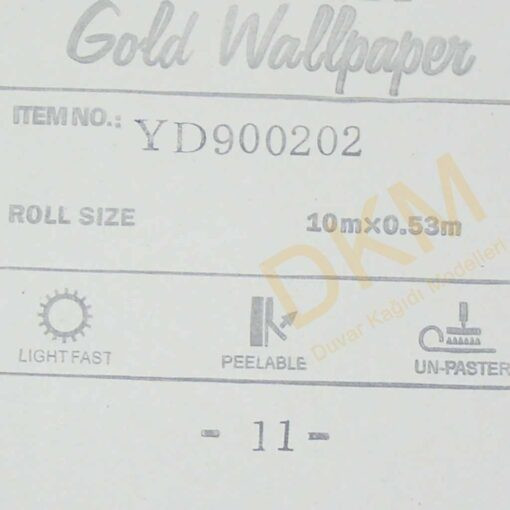 Gold Wallpaper
ITEM NO.: YD900202
ROLL SIZE 10m×0.53m
DKM
Duvar Kağıdı Modelleri
LIGHT FAST PEELABLE UN-PASTER
- 11 -